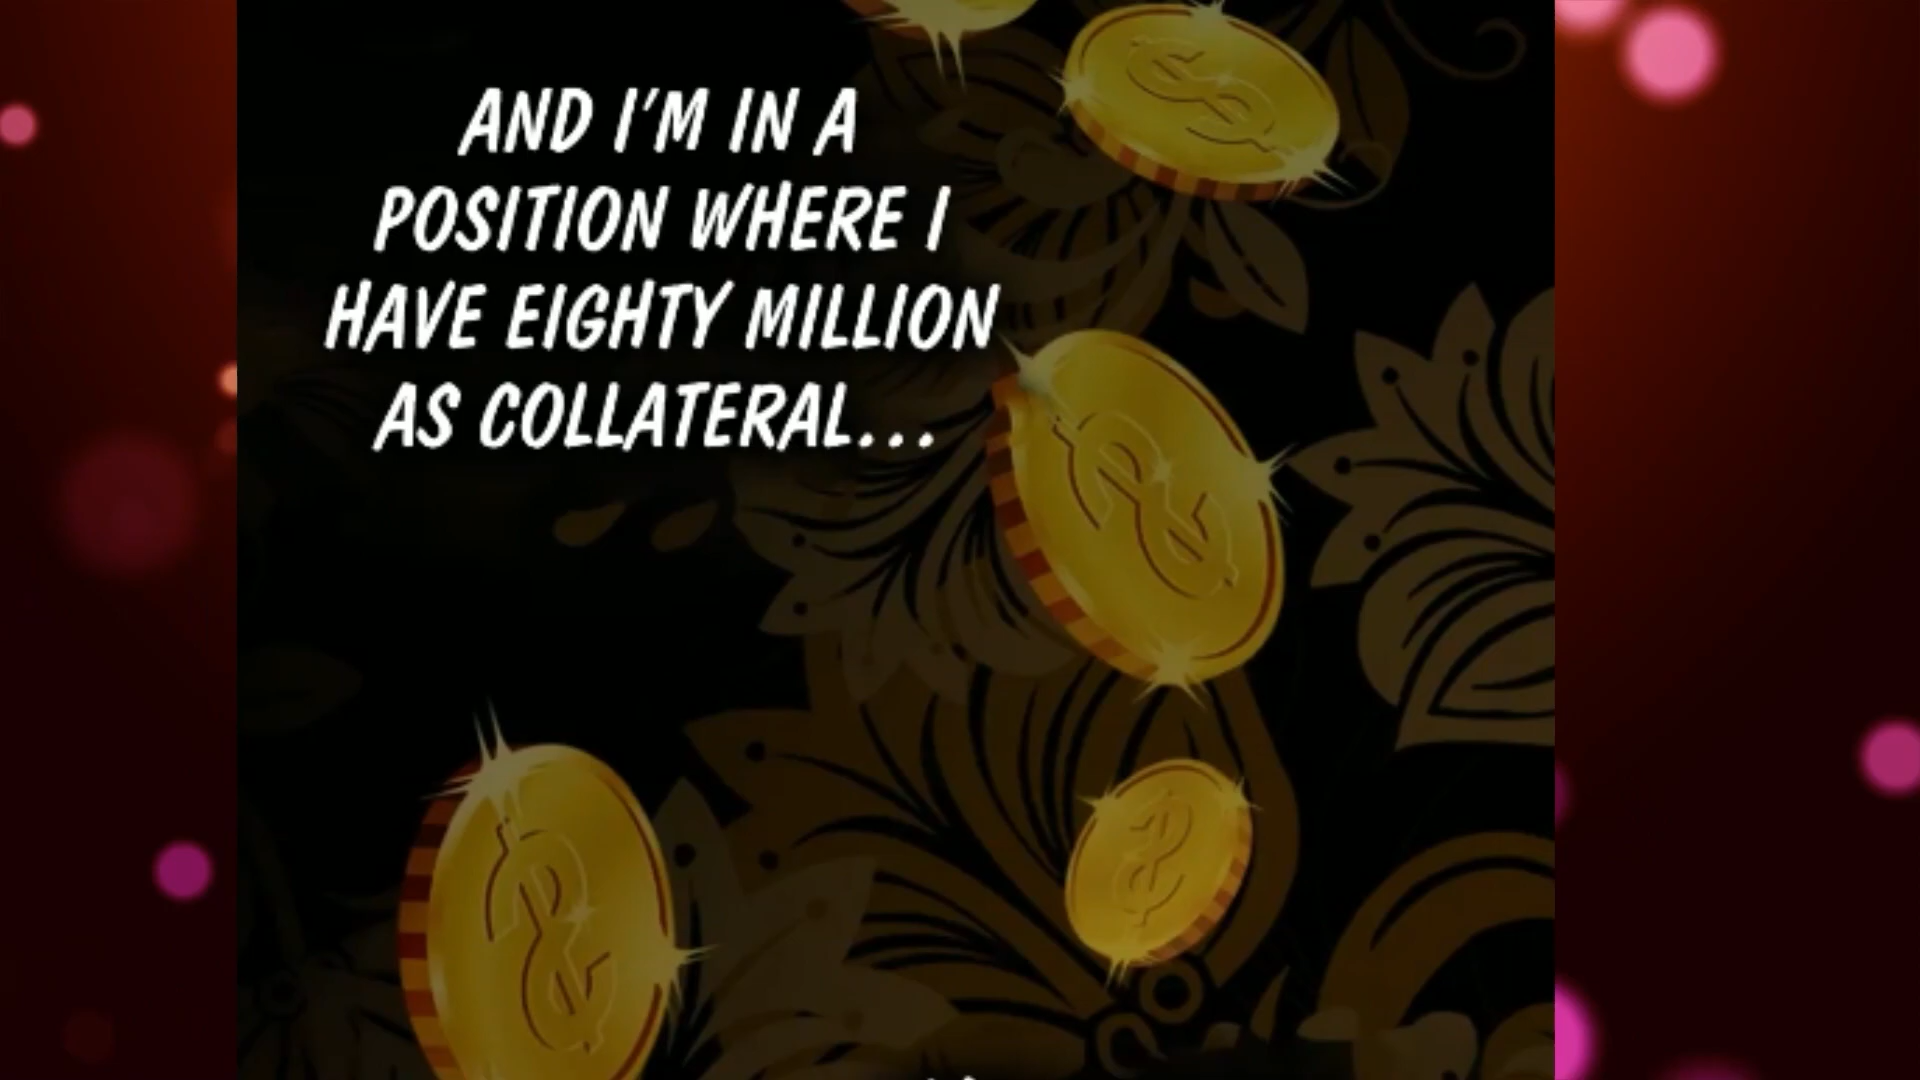 AND I'M IN A
POSITION WHERE I
HAVE EIGHTY MILLION
AS COLLATERAL...